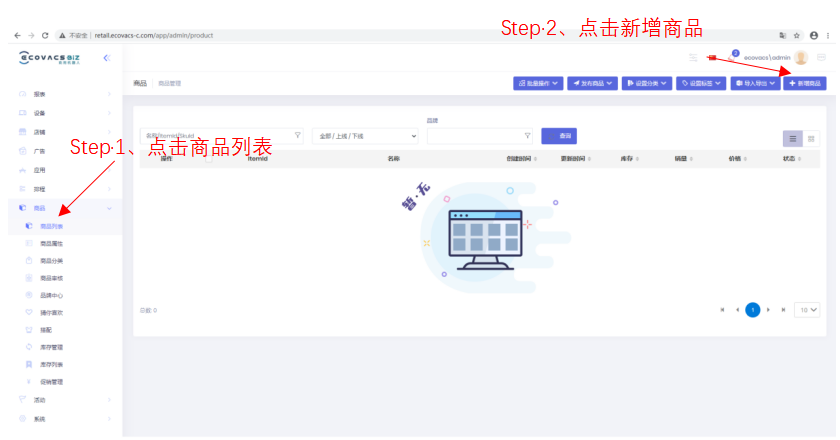 Step·2、点击新增商品
不安全 | retail.ecovacs-c.com/app/admin/product
ECOVACS BIZ
ecovacs\admin
商品 商品管理
批量操作 发布商品 设置分类 设置标签 导入导出 新增商品
报表
设备
店铺
广告
应用
商品
商品列表
商品属性
商品分类
商品审核
品牌中心
猜你喜欢
搭配
库存管理
库存列表
促销管理
活动
系统
Step·1、点击商品列表
品牌
名称/ItemId/Skuid 全部 / 上线 / 下线 查询
操作 ItemId 名称 创建时间 更新时间 库存 销量 价格 状态
暂·无
总数 0
1 10